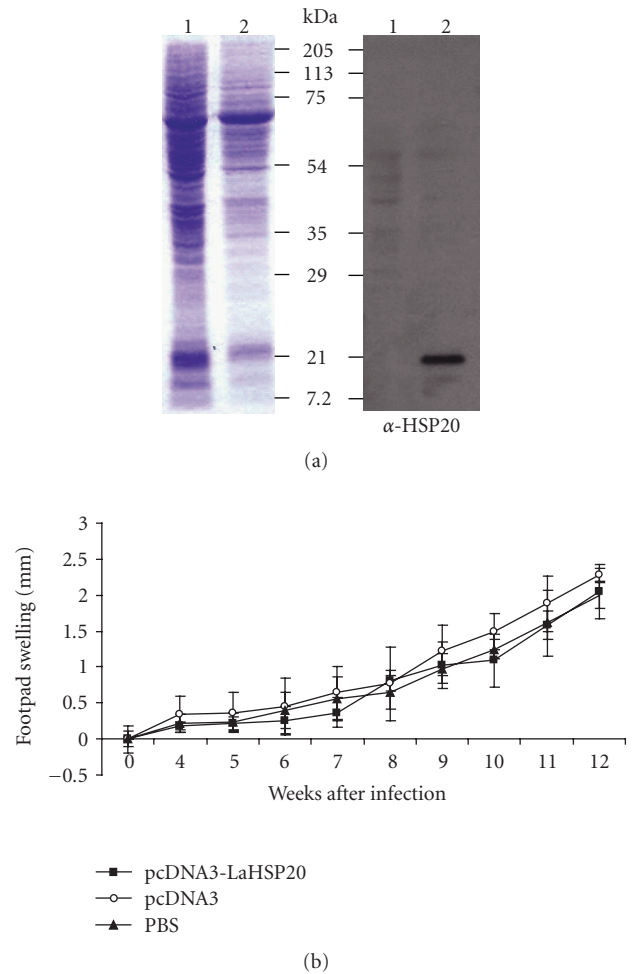 kDa
1 2 1 2
205
113
75
54
35
29
21
7.2
α-HSP20
(a)
3
2.5
2
1.5
1
0.5
0
−0.5
Footpad swelling (mm)
0 4 5 6 7 8 9 10 11 12
Weeks after infection
pcDNA3-LaHSP20
pcDNA3
PBS
(b)